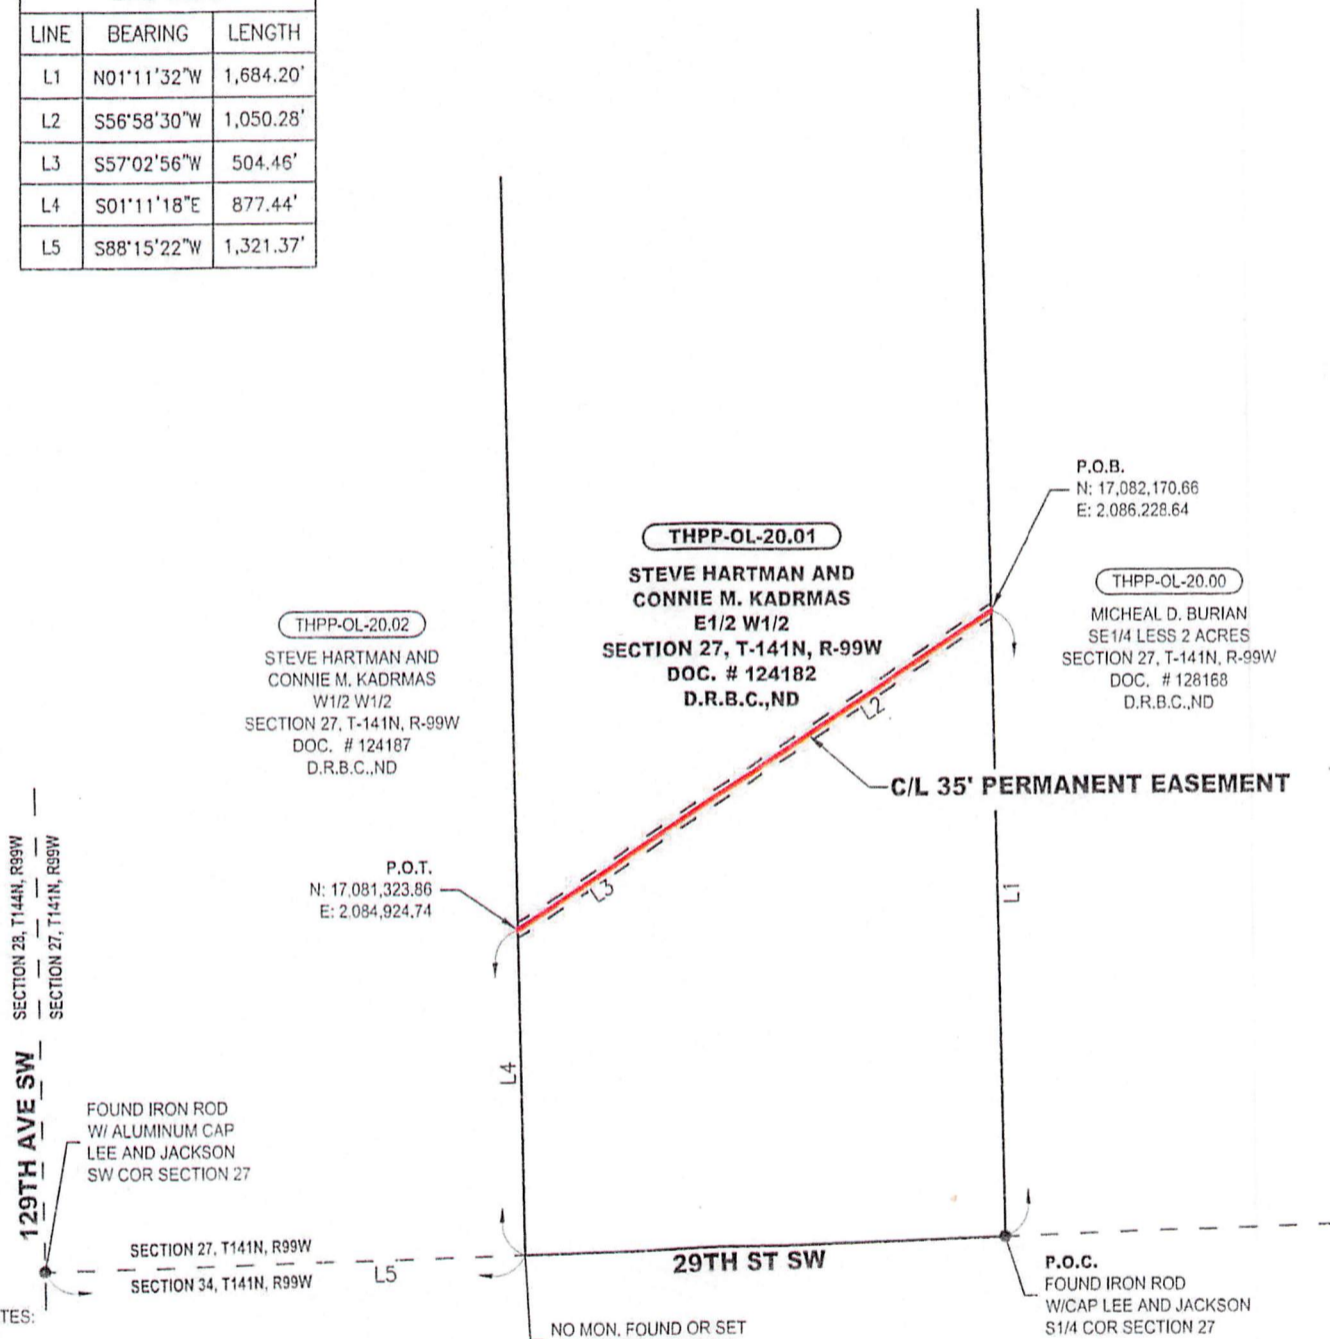 LINE BEARING LENGTH
L1 N01°11'32"W 1,684.20'
L2 S56°58'30"W 1,050.28'
L3 S57°02'56"W 504.46'
L4 S01°11'18"E 877.44'
L5 S88°15'22"W 1,321.37'
P.O.B.
N: 17,082,170.66
E: 2.086.228.64
THPP-OL-20.01
STEVE HARTMAN AND
CONNIE M. KADRMAS
E1/2 W1/2
SECTION 27, T-141N, R-99W
DOC. # 124182
D.R.B.C.,ND
THPP-OL-20.00
MICHEAL D. BURIAN
SE1/4 LESS 2 ACRES
SECTION 27, T-141N, R-99W
DOC. # 128168
D.R.B.C.,ND
THPP-OL-20.02
STEVE HARTMAN AND
CONNIE M. KADRMAS
W1/2 W1/2
SECTION 27, T-141N, R-99W
DOC. # 124187
D.R.B.C.,ND
L2
C/L 35' PERMANENT EASEMENT
P.O.T.
N: 17,081,323.86
E: 2.084,924.74
L3
L1
SECTION 28, T144N, R99W
SECTION 27, T141N, R99W
129TH AVE SW
L4
FOUND IRON ROD
W/ ALUMINUM CAP
LEE AND JACKSON
SW COR SECTION 27
SECTION 27, T141N, R99W
SECTION 34, T141N, R99W
L5
29TH ST SW
P.O.C.
FOUND IRON ROD
W/CAP LEE AND JACKSON
S1/4 COR SECTION 27
TES:
NO MON. FOUND OR SET